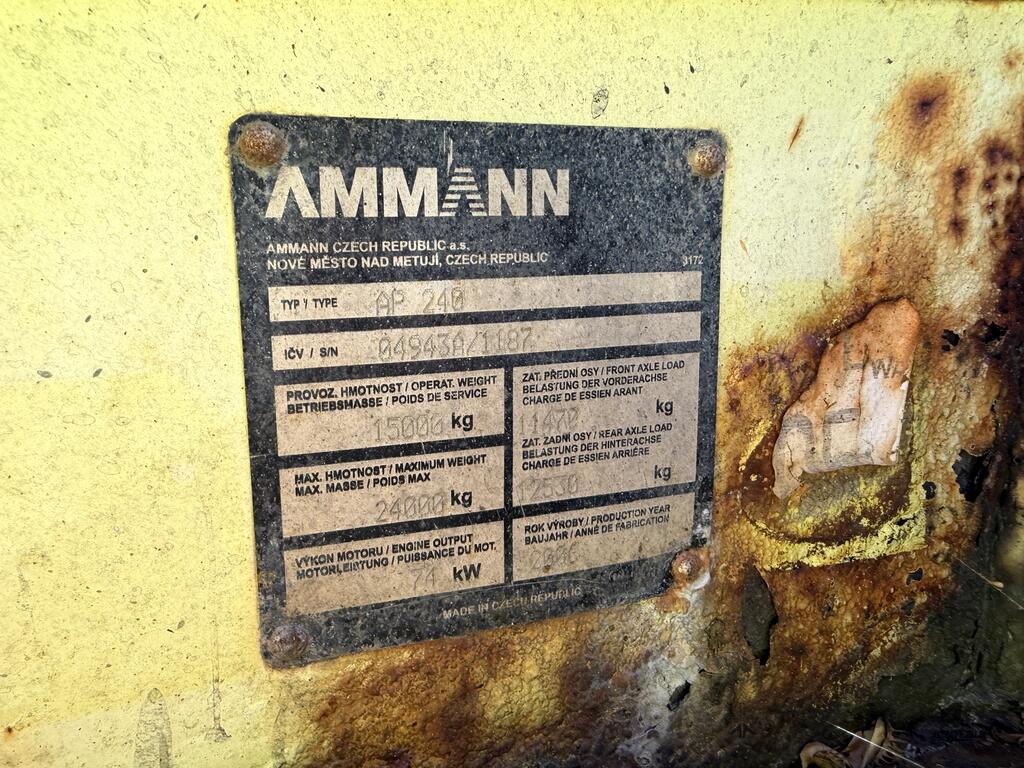 AMMANN
AMMANN CZECH REPUBLIC a.s.
NOVÉ MĚSTO NAD METUJÍ, CZECH REPUBLIC
3172
TYP / TYPE AP 240
IČV / S/N 04943A/1187
PROVOZ. HMOTNOST / OPERAT. WEIGHT
BETRIEBSMASSE / POIDS DE SERVICE
15000 kg
MAX. HMOTNOST / MAXIMUM WEIGHT
MAX. MASSE / POIDS MAX
24000 kg
VÝKON MOTORU / ENGINE OUTPUT
MOTORLEISTUNG / PUISSANCE DU MOT.
74 kW
ZAT. PŘEDNÍ OSY / FRONT AXLE LOAD
BELASTUNG DER VORDERACHSE
CHARGE DE ESSIEN ARANT
11470 kg
ZAT. ZADNÍ OSY / REAR AXLE LOAD
BELASTUNG DER HINTERACHSE
CHARGE DE ESSIEN ARRIÉRE
12530 kg
ROK VÝROBY / PRODUCTION YEAR
BAUJAHR / ANNÉ DE FABRICATION
2006
MADE IN CZECH REPUBLIC